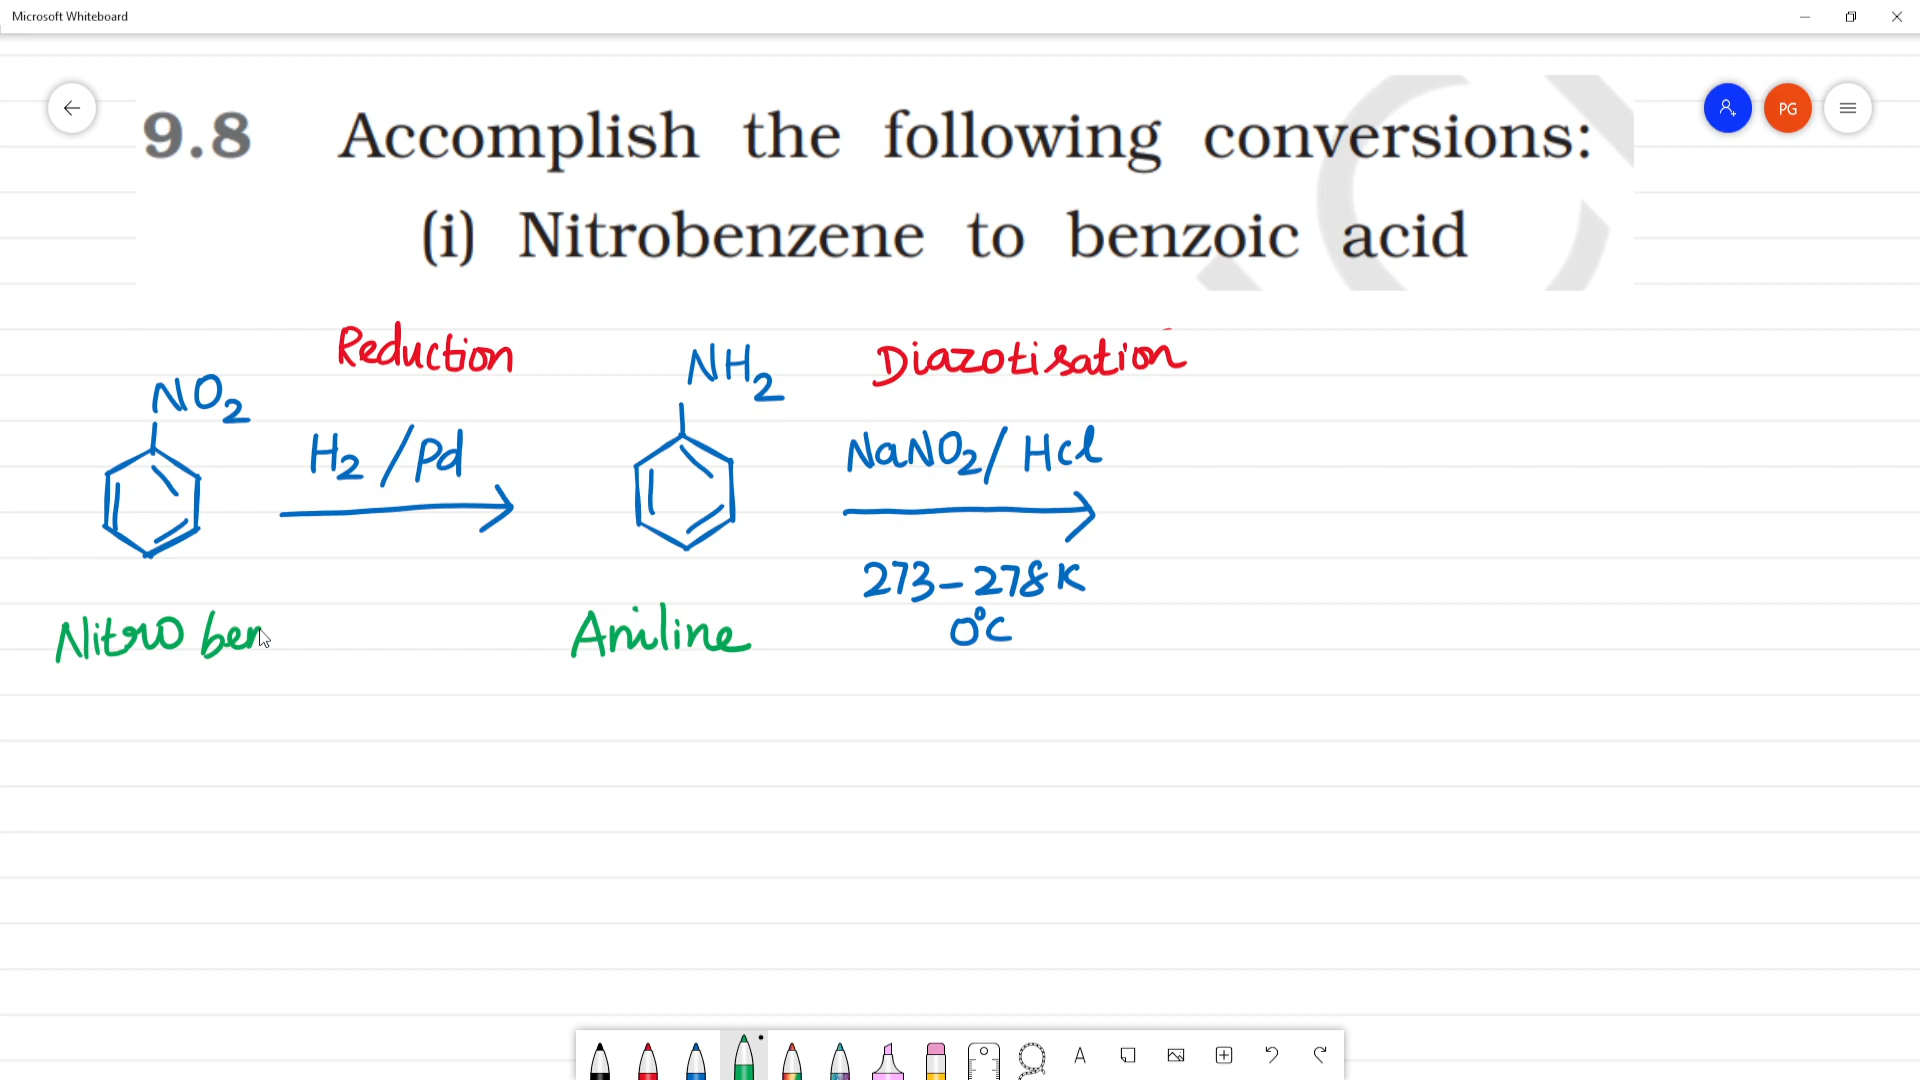 Microsoft Whiteboard
PG
9.8 Accomplish the following conversions:
(i) Nitrobenzene to benzoic acid
Reduction
Diazotisation
NO2
H2 / Pd
NH2
NaNO2 / HCl
273-278K
0°C
Nitro ben
Aniline
A